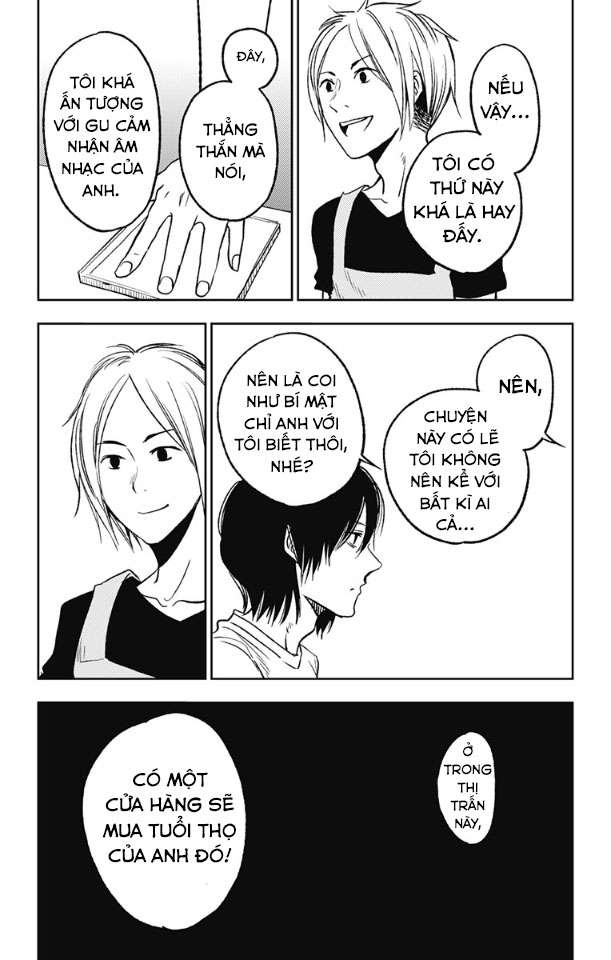 NẾU
VẬY...
TÔI CÓ
THỨ NÀY
KHÁ LÀ HAY
ĐẤY.
ĐÂY,
THẲNG
THẮN MÀ
NÓI,
TÔI KHÁ
ẤN TƯỢNG
VỚI GU CẢM
NHẬN ÂM
NHẠC CỦA
ANH.
NÊN,
CHUYỆN
NÀY CÓ LẼ
TÔI KHÔNG
NÊN KỂ VỚI
BẤT KÌ AI
CẢ...
NÊN LÀ COI
NHƯ BÍ MẬT
CHỈ ANH VỚI
TÔI BIẾT THÔI,
NHÉ?
Ở
TRONG
THỊ
TRẤN
NÀY,
CÓ MỘT
CỬA HÀNG SẼ
MUA TUỔI THỌ
CỦA ANH ĐÓ!